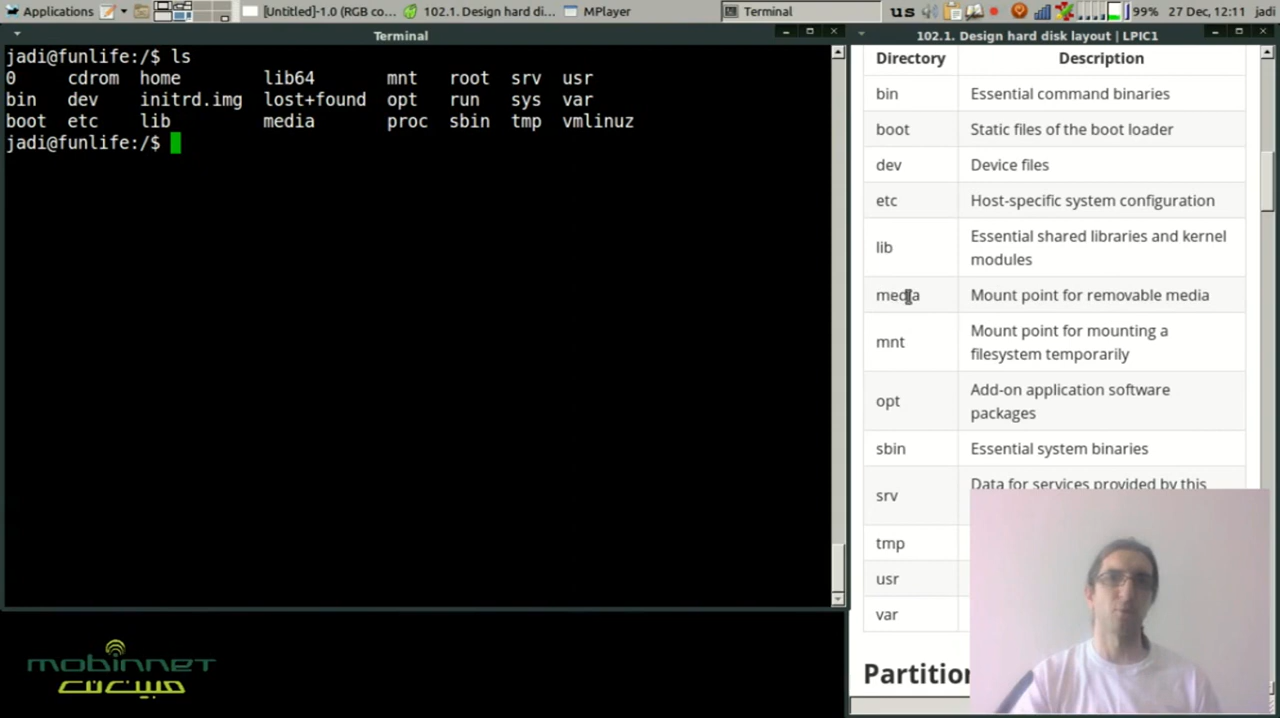 Applications
[Untitled]-1.0 (RGB co...
102.1. Design hard di...
MPlayer
Terminal
us
99%
27 Dec, 12:11
jadi
Terminal
jadi@funlife:/$ ls
0 cdrom home lib64 mnt root srv usr
bin dev initrd.img lost+found opt run sys var
boot etc lib media proc sbin tmp vmlinuz
jadi@funlife:/$
102.1. Design hard disk layout | LPIC1
Directory Description
bin Essential command binaries
boot Static files of the boot loader
dev Device files
etc Host-specific system configuration
lib Essential shared libraries and kernel
modules
media Mount point for removable media
mnt Mount point for mounting a
filesystem temporarily
opt Add-on application software
packages
sbin Essential system binaries
srv Data for services provided by this
tmp
usr
var
Partition
mobinnet
مبین‌نت